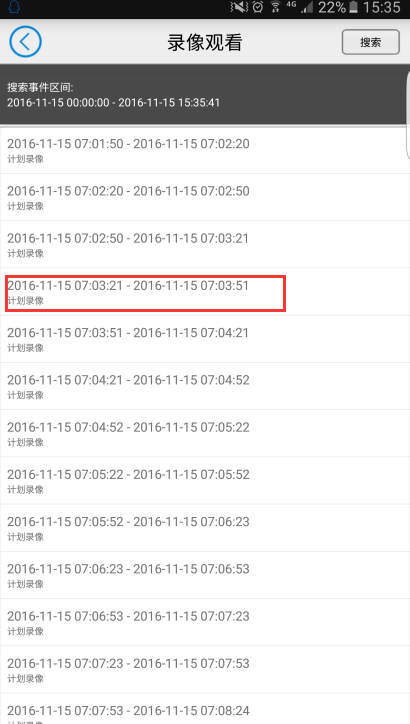 4G 22% 15:35
录像观看
搜索
搜索事件区间:
2016-11-15 00:00:00 - 2016-11-15 15:35:41
2016-11-15 07:01:50 - 2016-11-15 07:02:20
计划录像
2016-11-15 07:02:20 - 2016-11-15 07:02:50
计划录像
2016-11-15 07:02:50 - 2016-11-15 07:03:21
计划录像
2016-11-15 07:03:21 - 2016-11-15 07:03:51
计划录像
2016-11-15 07:03:51 - 2016-11-15 07:04:21
计划录像
2016-11-15 07:04:21 - 2016-11-15 07:04:52
计划录像
2016-11-15 07:04:52 - 2016-11-15 07:05:22
计划录像
2016-11-15 07:05:22 - 2016-11-15 07:05:52
计划录像
2016-11-15 07:05:52 - 2016-11-15 07:06:23
计划录像
2016-11-15 07:06:23 - 2016-11-15 07:06:53
计划录像
2016-11-15 07:06:53 - 2016-11-15 07:07:23
计划录像
2016-11-15 07:07:23 - 2016-11-15 07:07:53
计划录像
2016-11-15 07:07:53 - 2016-11-15 07:08:24